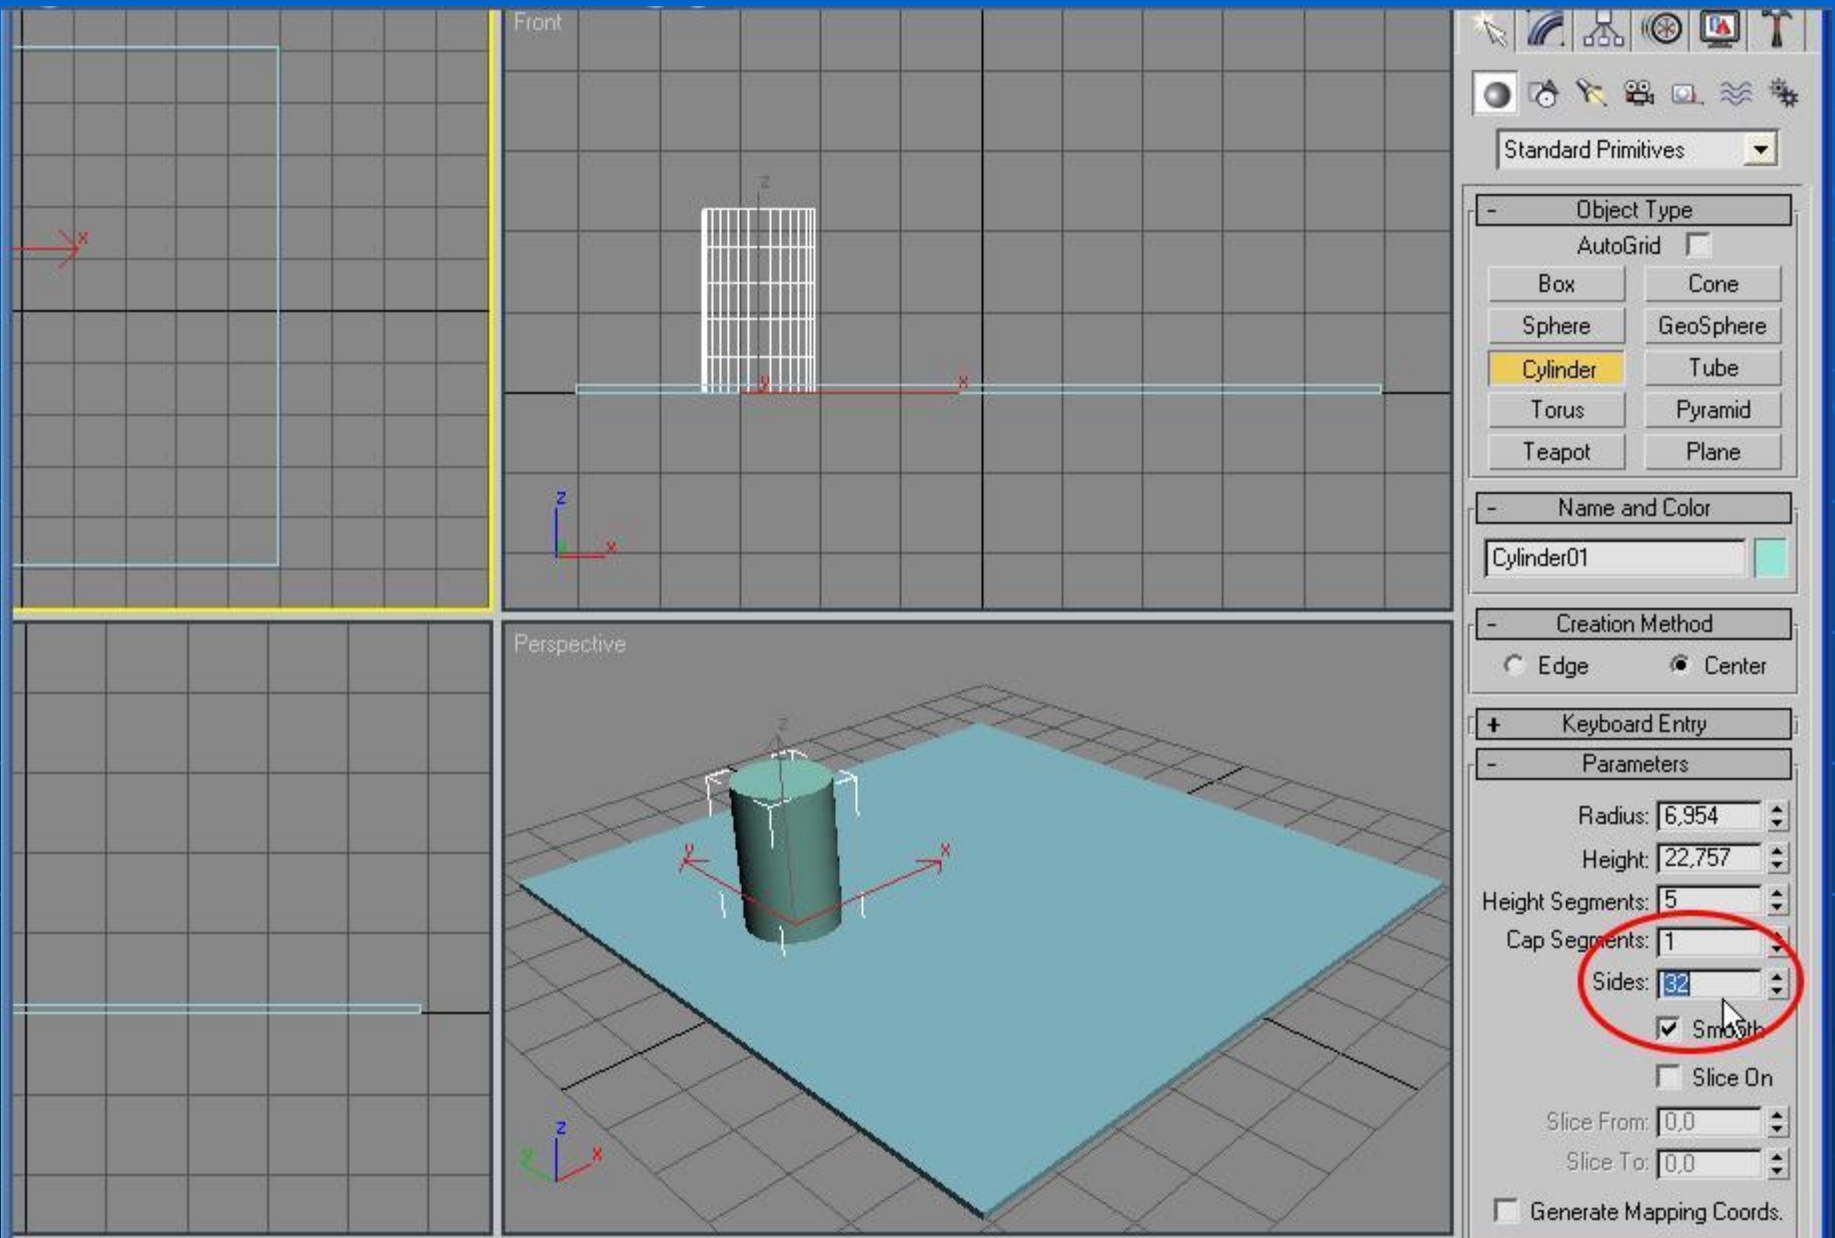 Front
Standard Primitives
- Object Type
AutoGrid
Box Cone
Sphere GeoSphere
Cylinder Tube
Torus Pyramid
Teapot Plane
- Name and Color
Cylinder01
- Creation Method
Edge Center
+ Keyboard Entry
- Parameters
Radius: 6,954
Height: 22,757
Height Segments: 5
Cap Segments: 1
Sides: 32
Smooth
Slice On
Slice From: 0,0
Slice To: 0,0
Generate Mapping Coords.
x
z
y x
z
x
Perspective
z
y x
z
y x